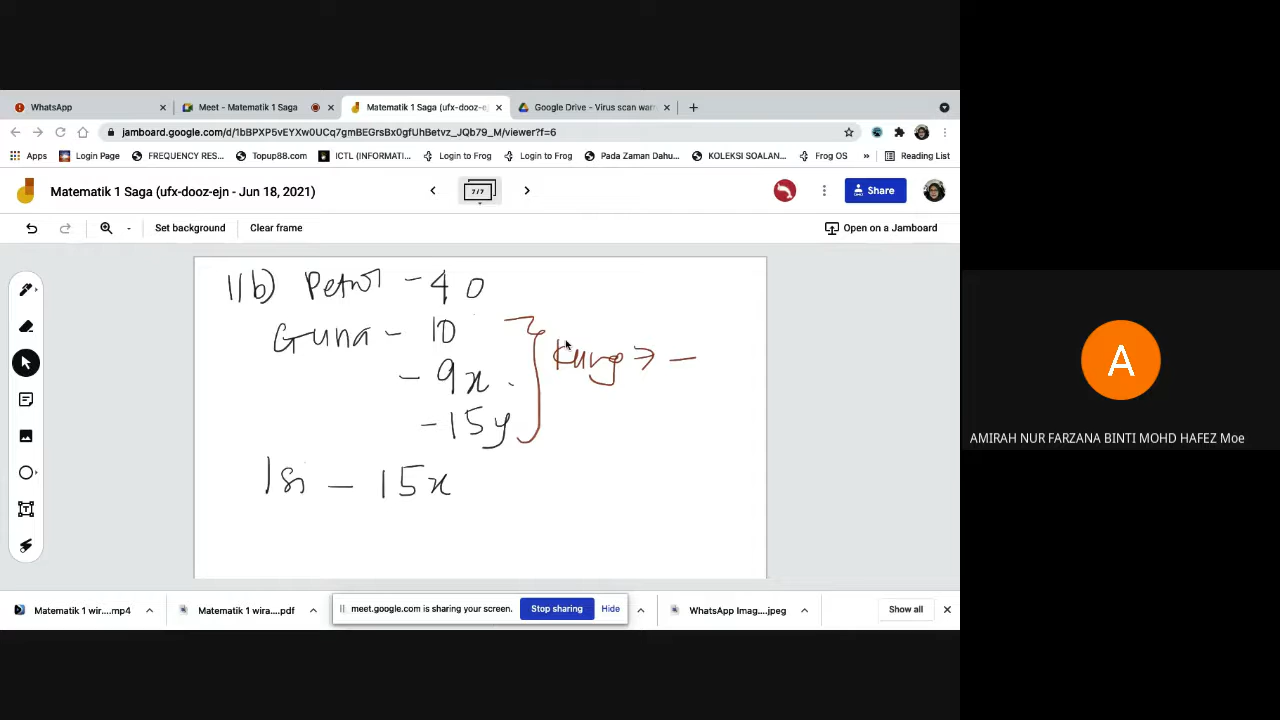 WhatsApp
Meet - Matematik 1 Saga
Matematik 1 Saga (ufx-dooz-ejn
Google Drive - Virus scan warn
jamboard.google.com/d/1bBPXP5vEYXw0UCq7gmBEGrsBx0gfUhBetvz_JQb79_M/viewer?f=6
Apps
Login Page
FREQUENCY RES...
Topup88.com
ICTL (INFORMATI...
Login to Frog
Login to Frog
Pada Zaman Dahu...
KOLEKSI SOALAN...
Frog OS
»
Reading List
Matematik 1 Saga (ufx-dooz-ejn - Jun 18, 2021)
7/7
Share
Set background
Clear frame
Open on a Jamboard
11b) Petrol - 40
Guna - 10
- 9x
- 15y
Kurg → -
Isi - 15x
A
AMIRAH NUR FARZANA BINTI MOHD HAFEZ Moe
Matematik 1 wir....mp4
Matematik 1 wira....pdf
meet.google.com is sharing your screen.
Stop sharing
Hide
WhatsApp Imag....jpeg
Show all